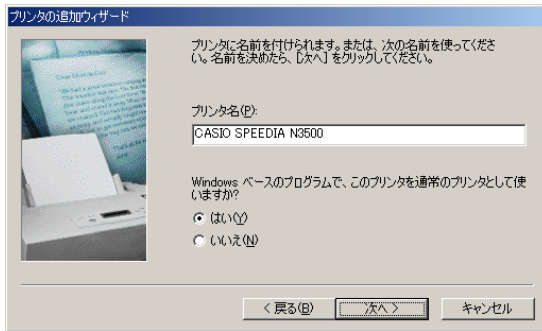 プリンタの追加ウィザード
プリンタに名前を付けられます。または、次の名前を使ってくださ
い。名前を決めたら、[次へ] をクリックしてください。
プリンタ名(P):
CASIO SPEEDIA N3500
Windows ベースのプログラムで、このプリンタを通常のプリンタとして使
いますか?
はい(Y)
いいえ(N)
< 戻る(B)
次へ >
キャンセル